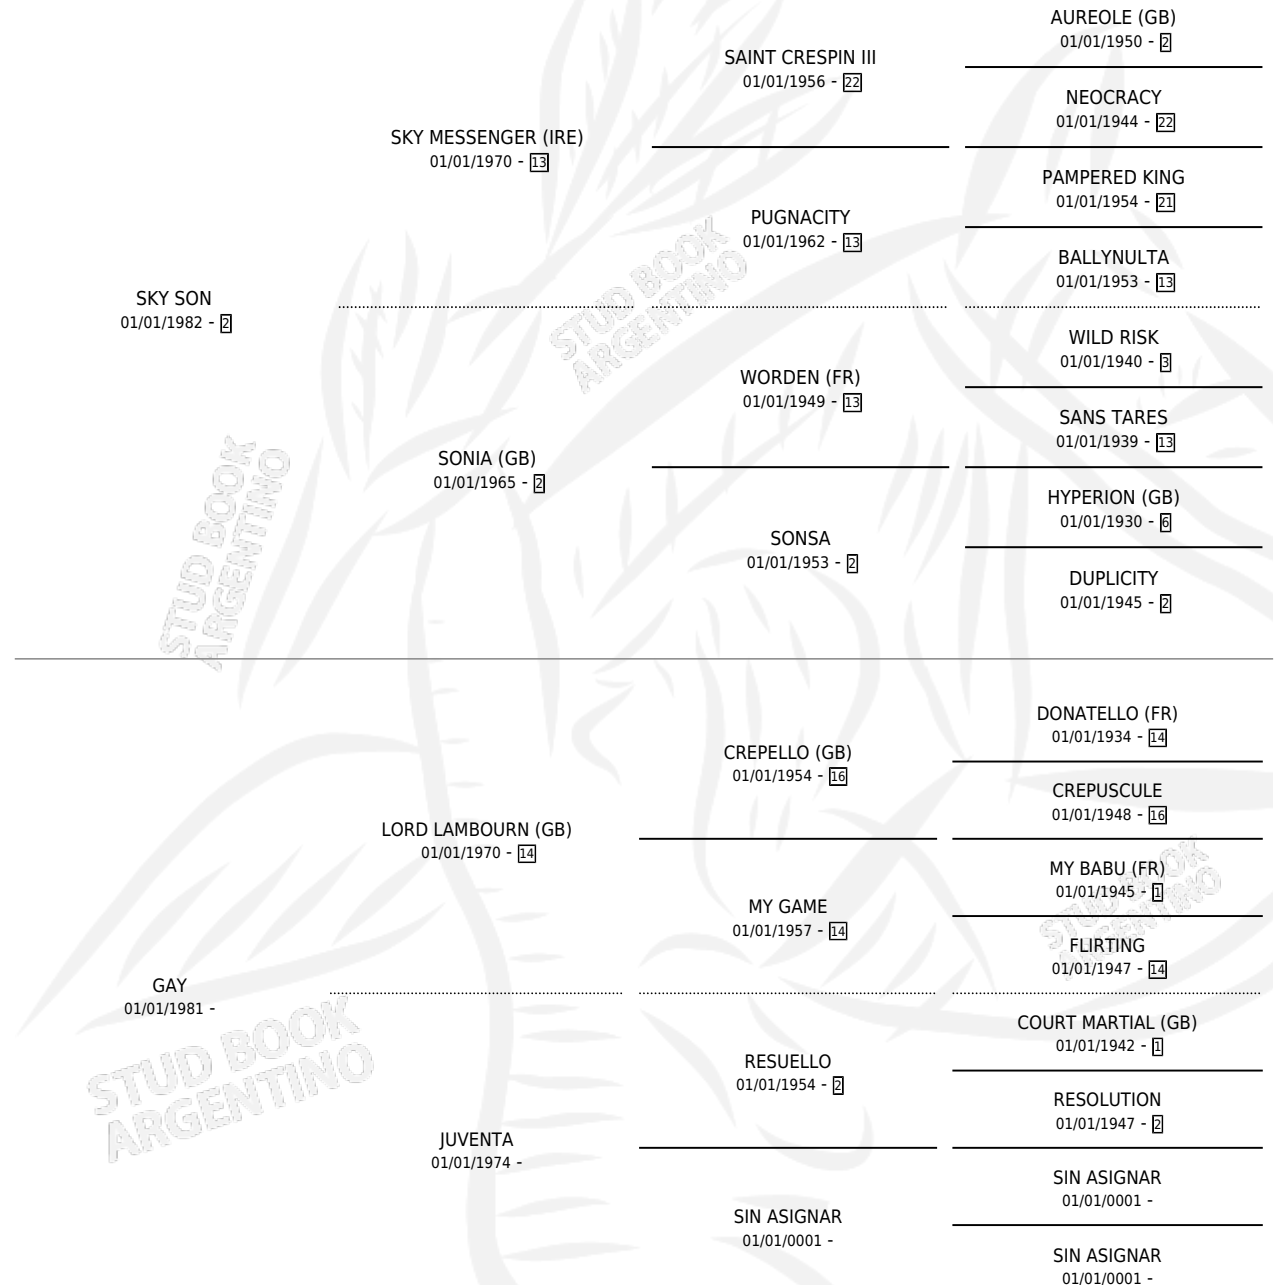 AUREOLE (GB)
01/01/1950 - 2
SAINT CRESPIN III
01/01/1956 - 22
NEOCRACY
01/01/1944 - 22
SKY MESSENGER (IRE)
01/01/1970 - 13
PAMPERED KING
01/01/1954 - 21
PUGNACITY
01/01/1962 - 13
BALLYNULTA
01/01/1953 - 13
SKY SON
01/01/1982 - 2
WILD RISK
01/01/1940 - 3
WORDEN (FR)
01/01/1949 - 13
SANS TARES
01/01/1939 - 13
SONIA (GB)
01/01/1965 - 2
HYPERION (GB)
01/01/1930 - 6
SONSA
01/01/1953 - 2
DUPLICITY
01/01/1945 - 2
STUD BOOK
ARGENTINO
STUD BOOK
ARGENTINO
DONATELLO (FR)
01/01/1934 - 14
CREPELLO (GB)
01/01/1954 - 16
CREPUSCULE
01/01/1948 - 16
LORD LAMBOURN (GB)
01/01/1970 - 14
MY BABU (FR)
01/01/1945 - 1
MY GAME
01/01/1957 - 14
FLIRTING
01/01/1947 - 14
STUD BOOK
ARGENTINO
GAY
01/01/1981 -
COURT MARTIAL (GB)
01/01/1942 - 1
RESUELLO
01/01/1954 - 2
RESOLUTION
01/01/1947 - 2
STUD BOOK
ARGENTINO
JUVENTA
01/01/1974 -
SIN ASIGNAR
01/01/0001 -
SIN ASIGNAR
01/01/0001 -
SIN ASIGNAR
01/01/0001 -